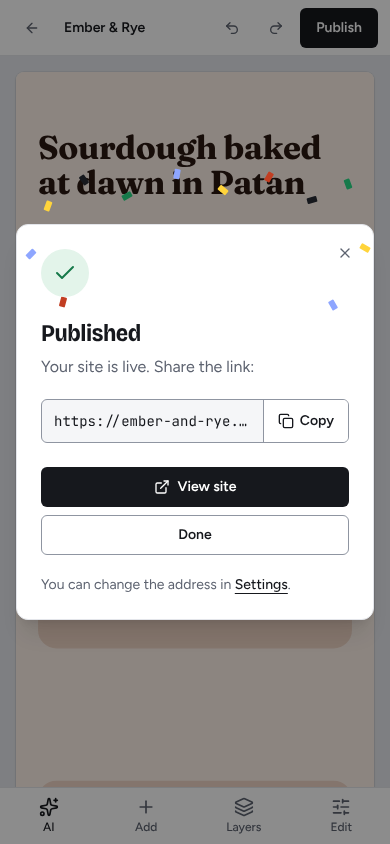 Ember & Rye
Publish
Sourdough baked
at dawn in Patan
Published
Your site is live. Share the link:
https://ember-and-rye.…
Copy
View site
Done
You can change the address in Settings.
AI
Add
Layers
Edit